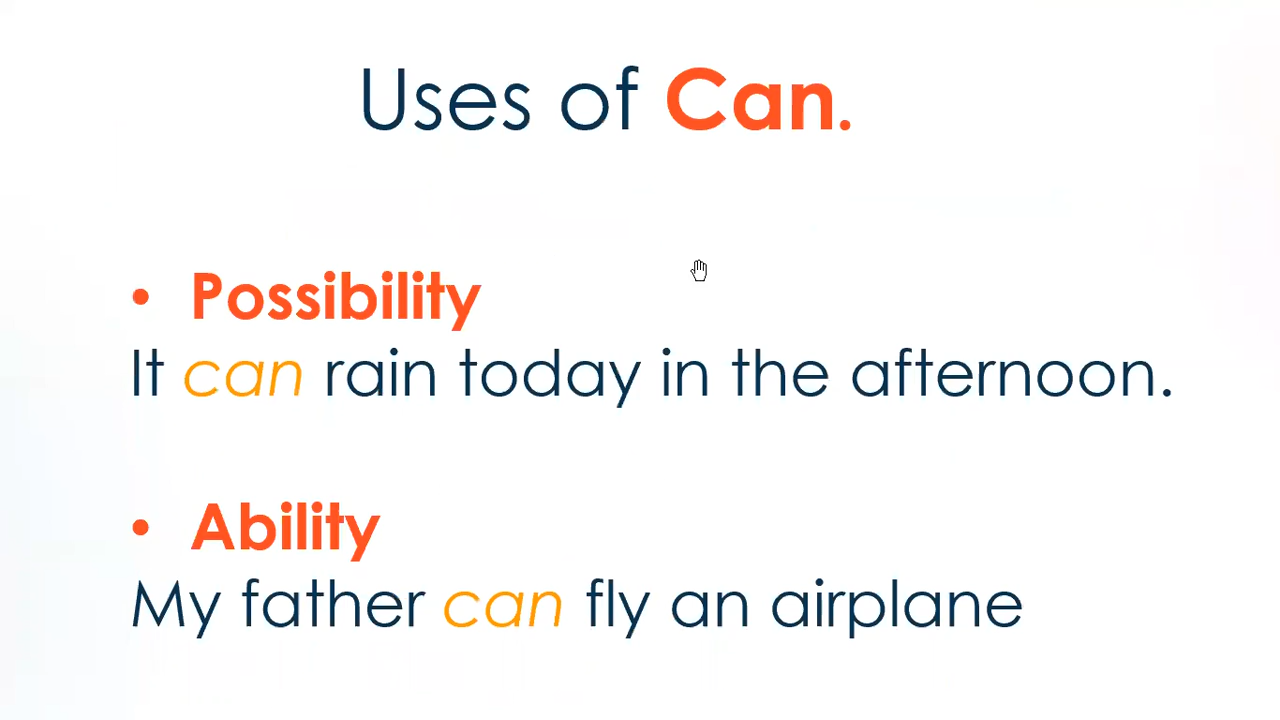 Uses of Can.
• Possibility
It can rain today in the afternoon.
• Ability
My father can fly an airplane